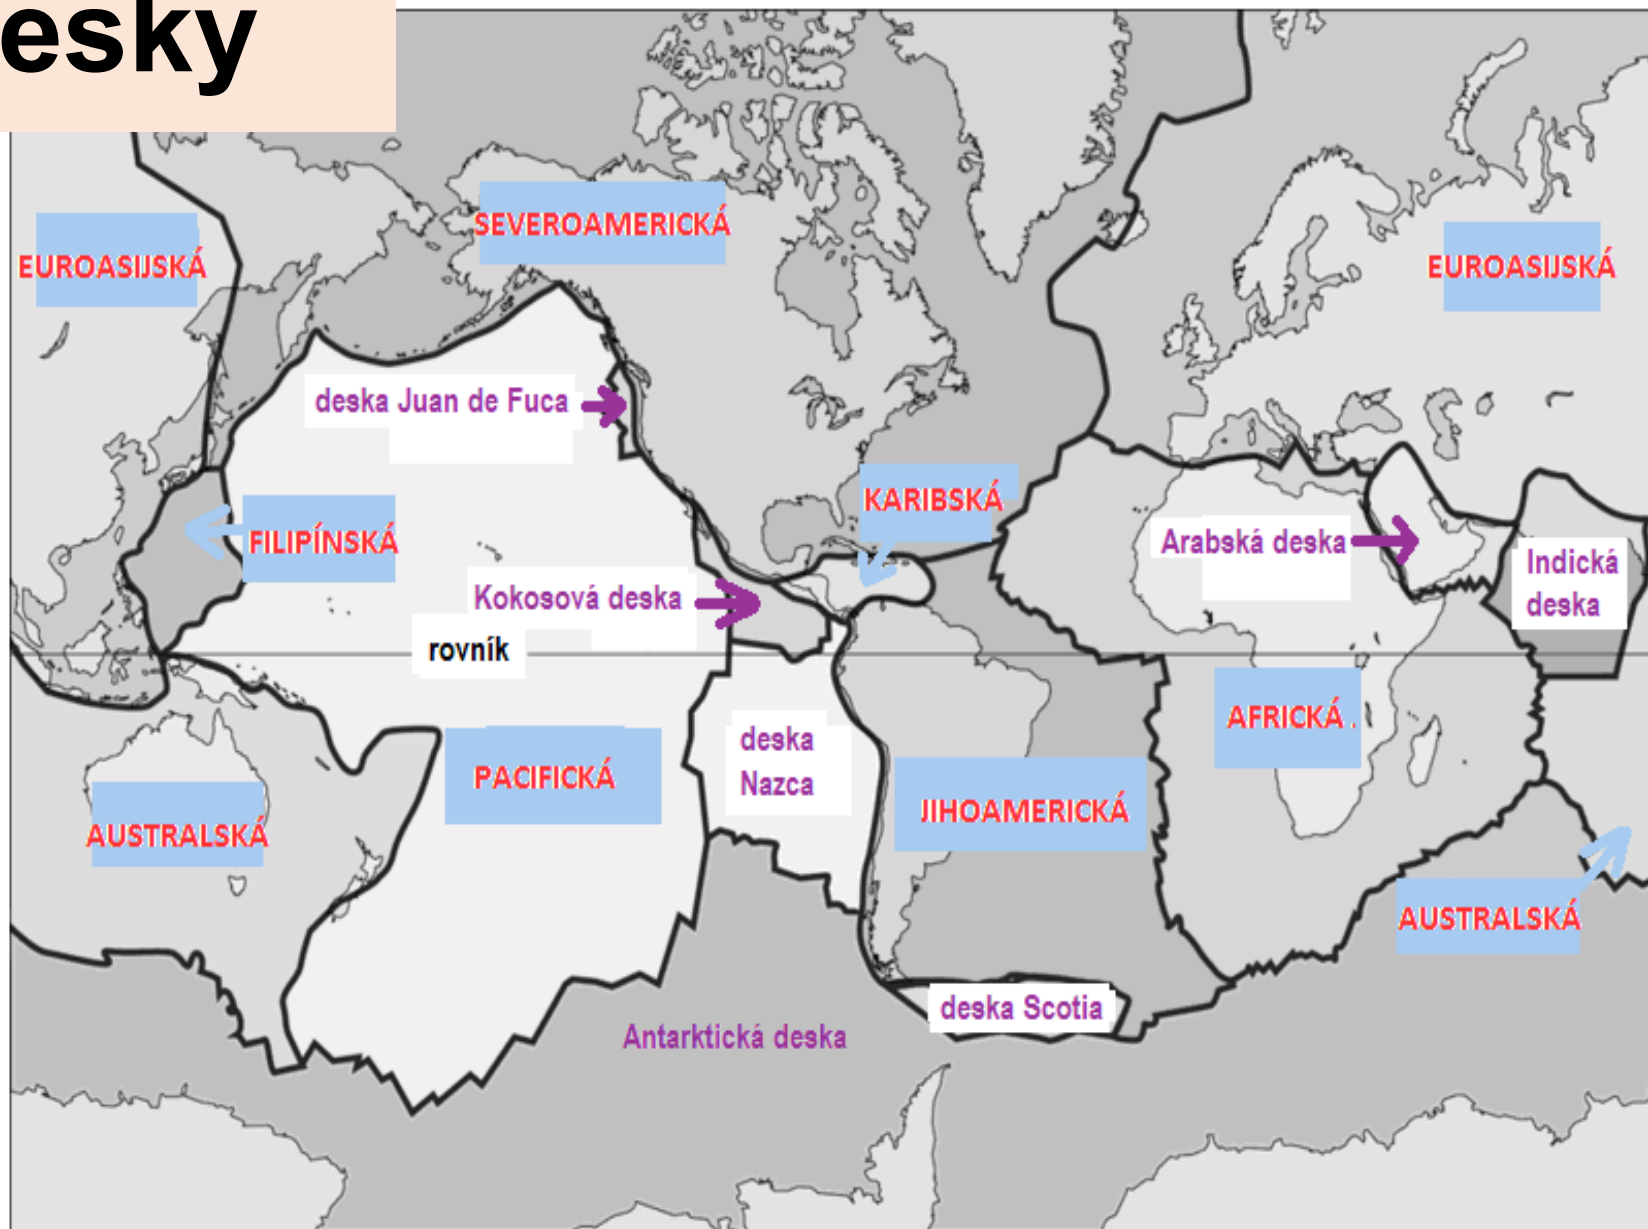 esky
SEVEROAMERICKÁ
EUROASIJSKÁ
EUROASIJSKÁ
deska Juan de Fuca
KARIBSKÁ
FILIPÍNSKÁ
Arabská deska
Indická
deska
Kokosová deska
rovník
AFRICKÁ .
deska
Nazca
PACIFICKÁ
JIHOAMERICKÁ
AUSTRALSKÁ
AUSTRALSKÁ
deska Scotia
Antarktická deska